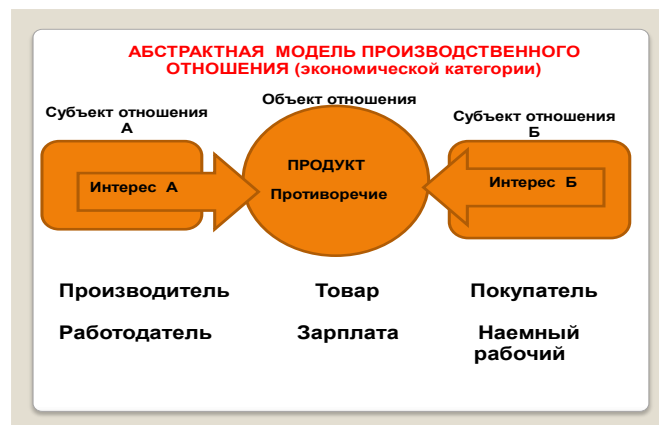 АБСТРАКТНАЯ МОДЕЛЬ ПРОИЗВОДСТВЕННОГО
ОТНОШЕНИЯ (экономической категории)
Субъект отношения
А
Объект отношения
Субъект отношения
Б
Интерес А
ПРОДУКТ
Противоречие
Интерес Б
Производитель Товар Покупатель
Работодатель Зарплата Наемный
рабочий